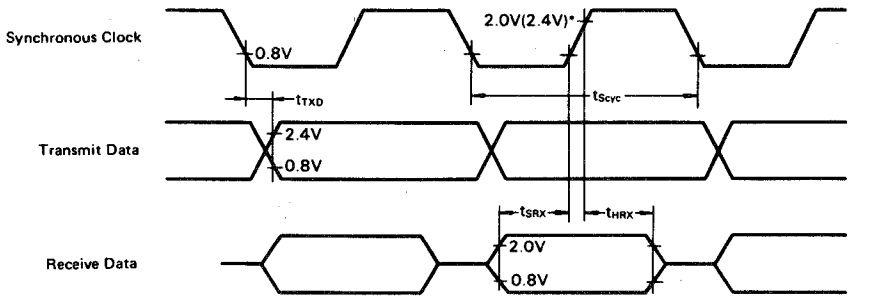 Synchronous Clock
0.8V
2.0V(2.4V)*
tTXD
tScyc
Transmit Data
2.4V
0.8V
tSRX
tHRX
Receive Data
2.0V
0.8V